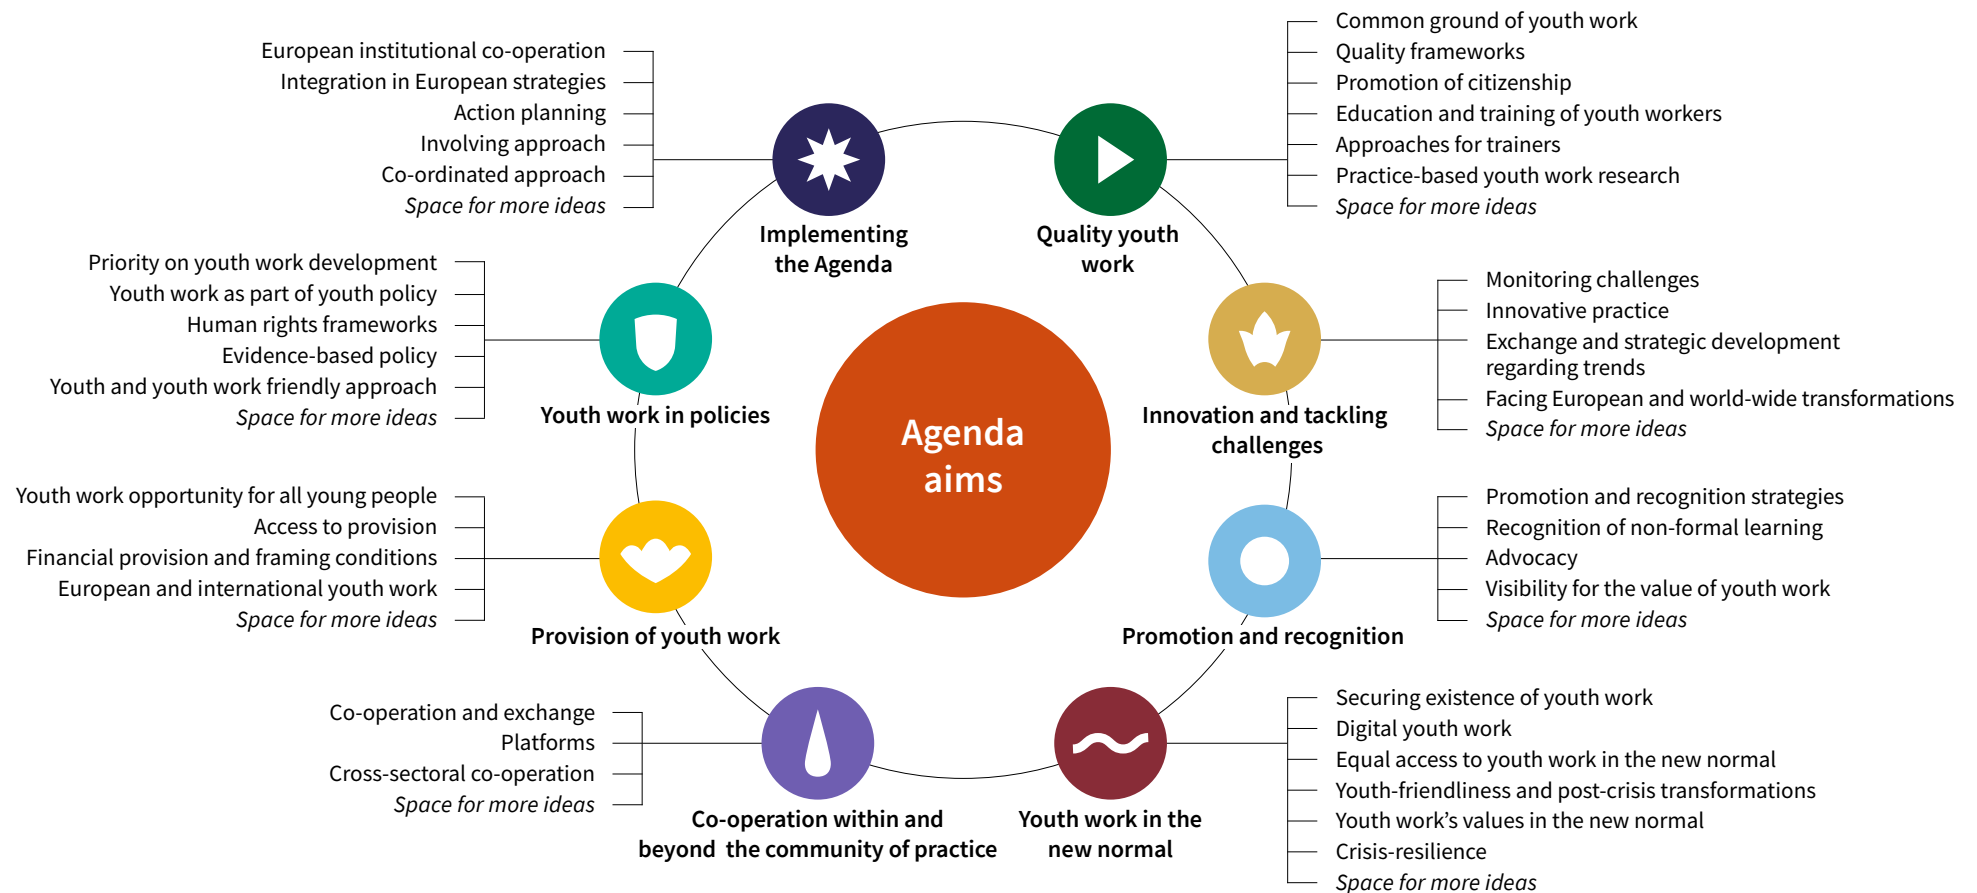 European institutional co-operation
Integration in European strategies
Action planning
Involving approach
Co-ordinated approach
Space for more ideas
Implementing
the Agenda
Common ground of youth work
Quality frameworks
Promotion of citizenship
Education and training of youth workers
Approaches for trainers
Practice-based youth work research
Space for more ideas
Quality youth
work
Priority on youth work development
Youth work as part of youth policy
Human rights frameworks
Evidence-based policy
Youth and youth work friendly approach
Space for more ideas
Youth work in policies
Monitoring challenges
Innovative practice
Exchange and strategic development
regarding trends
Facing European and world-wide transformations
Space for more ideas
Innovation and tackling
challenges
Agenda
aims
Youth work opportunity for all young people
Access to provision
Financial provision and framing conditions
European and international youth work
Space for more ideas
Provision of youth work
Promotion and recognition strategies
Recognition of non-formal learning
Advocacy
Visibility for the value of youth work
Space for more ideas
Promotion and recognition
Co-operation and exchange
Platforms
Cross-sectoral co-operation
Space for more ideas
Co-operation within and
beyond the community of practice
Securing existence of youth work
Digital youth work
Equal access to youth work in the new normal
Youth-friendliness and post-crisis transformations
Youth work’s values in the new normal
Crisis-resilience
Space for more ideas
Youth work in the
new normal